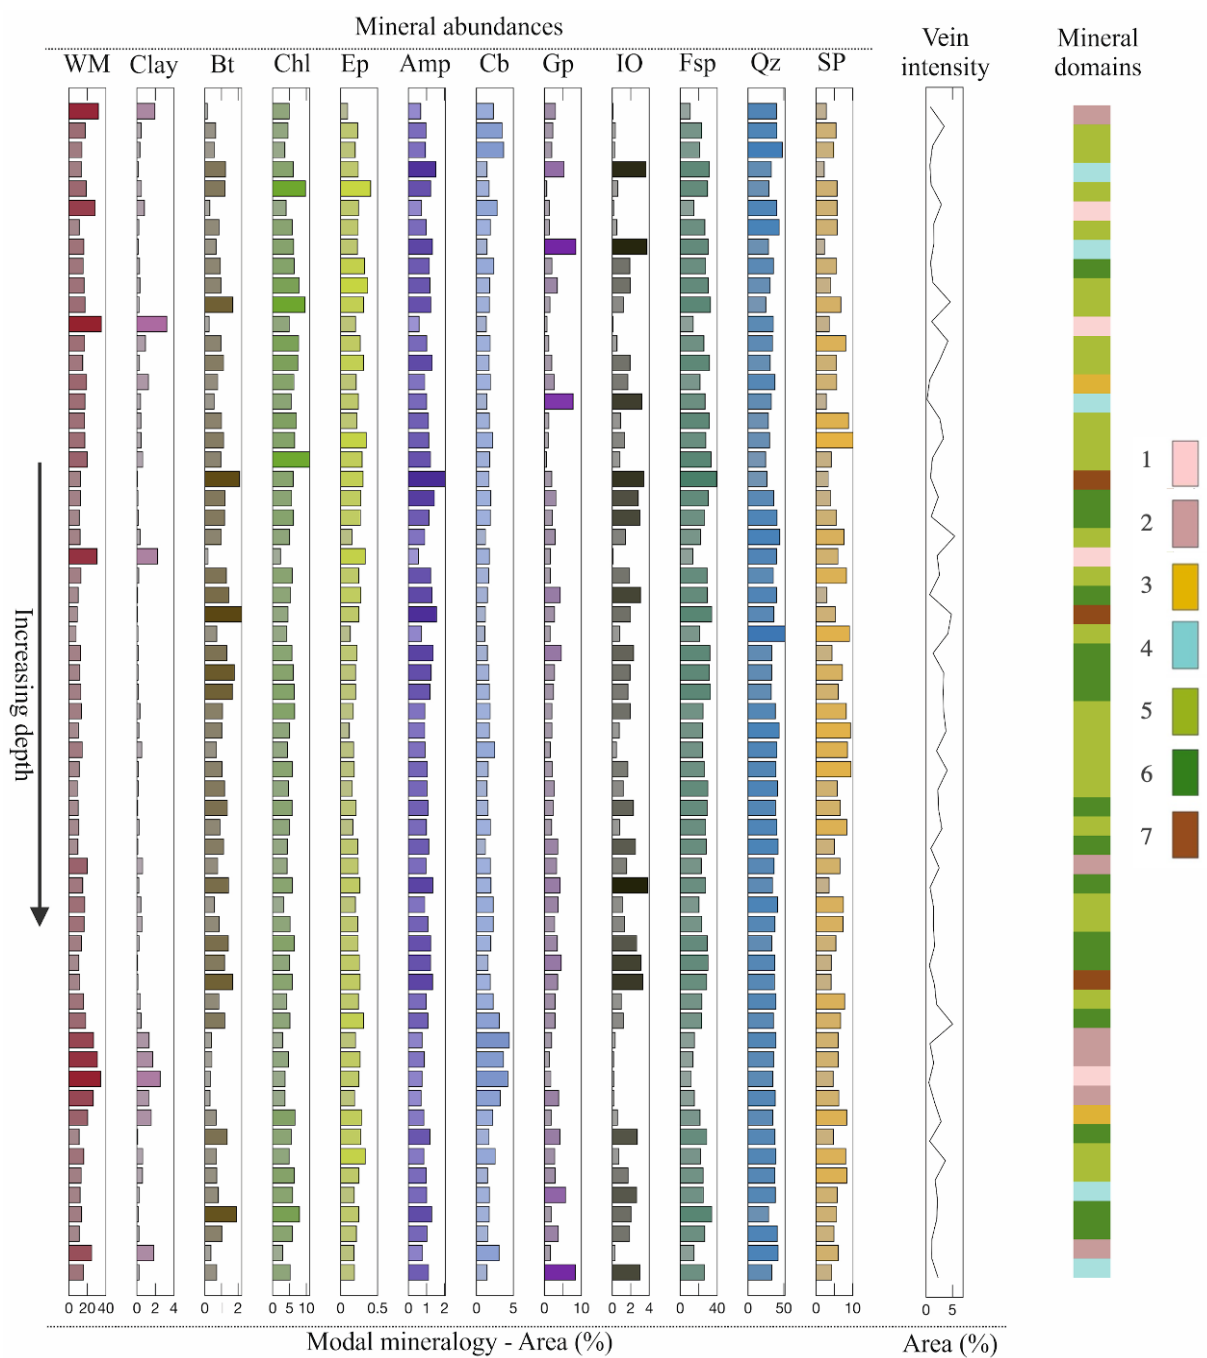 Mineral abundances
Vein intensity
Mineral domains
WM Clay Bt Chl Ep Amp Cb Gp IO Fsp Qz SP
1
2
3
4
5
6
7
Increasing depth
0 20 40 0 2 4 0 2 0 5 10 0 0.5 0 1 2 0 5 0 10 0 2 4 0 40 0 50 0 10 0 5
Modal mineralogy - Area (%)
Area (%)